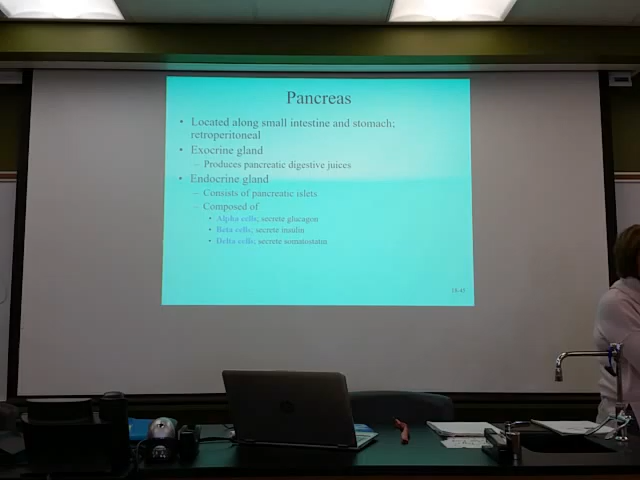 Pancreas
• Located along small intestine and stomach;
retroperitoneal
• Exocrine gland
– Produces pancreatic digestive juices
• Endocrine gland
– Consists of pancreatic islets
– Composed of
• Alpha cells; secrete glucagon
• Beta cells; secrete insulin
• Delta cells; secrete somatostatin